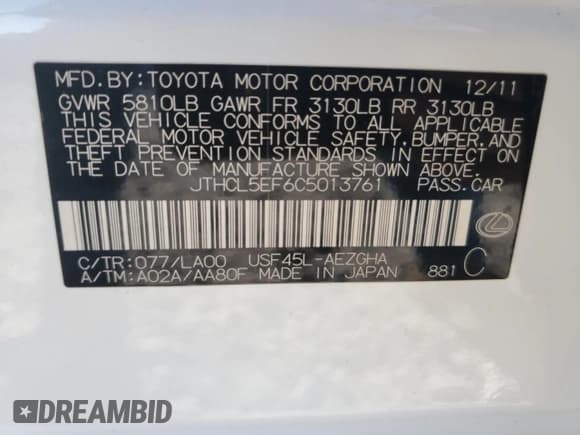 MFD.BY:TOYOTA MOTOR CORPORATION 12/11
GVWR 5810LB GAWR FR 3130LB RR 3130LB
THIS VEHICLE CONFORMS TO ALL APPLICABLE
FEDERAL MOTOR VEHICLE SAFETY,BUMPER,AND
THEFT PREVENTION STANDARDS IN EFFECT ON
THE DATE OF MANUFACTURE SHOWN ABOVE.
JTHCL5EF6C5013761 PASS.CAR
C/TR:077/LA00 USF45L-AEZGHA
A/TM:A02A/AA80F MADE IN JAPAN 881 C
DREAMBID